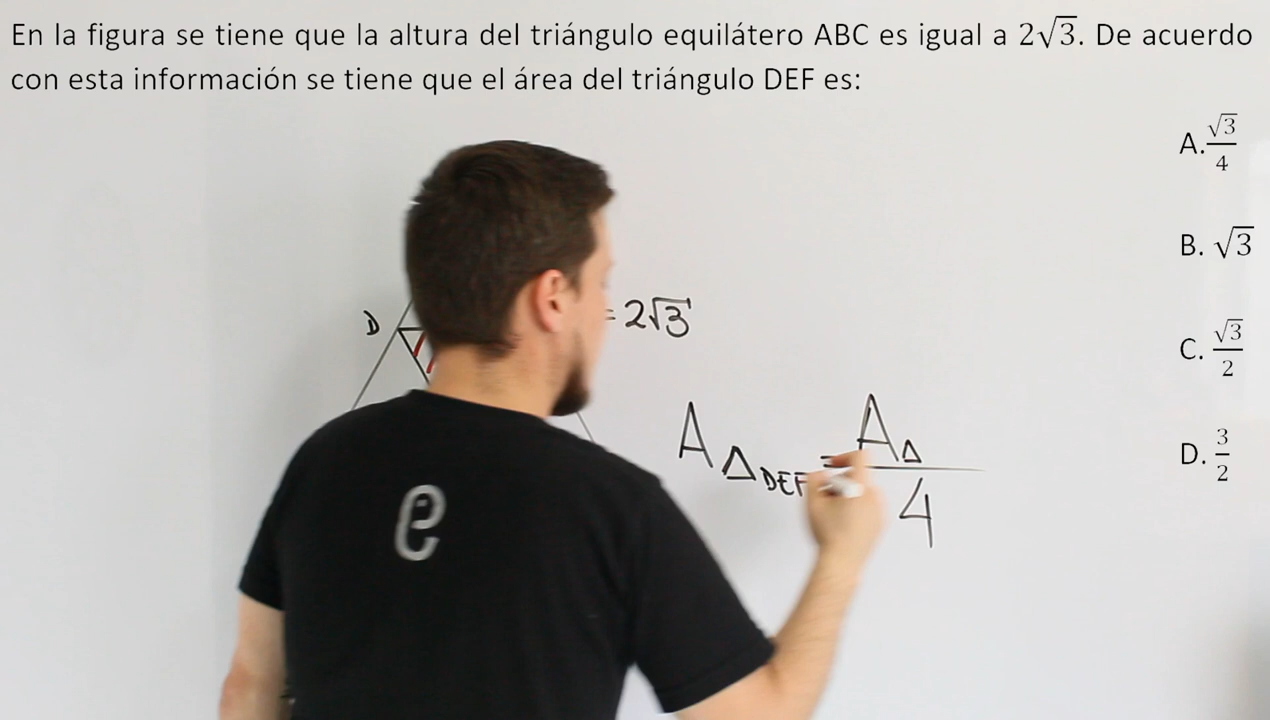 En la figura se tiene que la altura del triángulo equilátero ABC es igual a 2√3. De acuerdo
con esta información se tiene que el área del triángulo DEF es:
A. √3/4
B. √3
C. √3/2
D. 3/2
D
= 2√3
A △DEF = A△/4
e